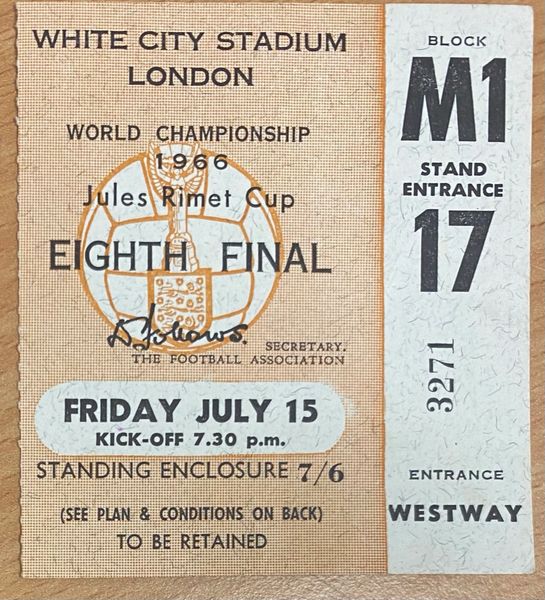 WHITE CITY STADIUM
LONDON
WORLD CHAMPIONSHIP
1966
Jules Rimet Cup
EIGHTH FINAL
D. Follows.
SECRETARY.
THE FOOTBALL ASSOCIATION
FRIDAY JULY 15
KICK-OFF 7.30 p.m.
STANDING ENCLOSURE 7/6
(SEE PLAN & CONDITIONS ON BACK)
TO BE RETAINED
BLOCK
M1
STAND
ENTRANCE
17
3271
ENTRANCE
WESTWAY